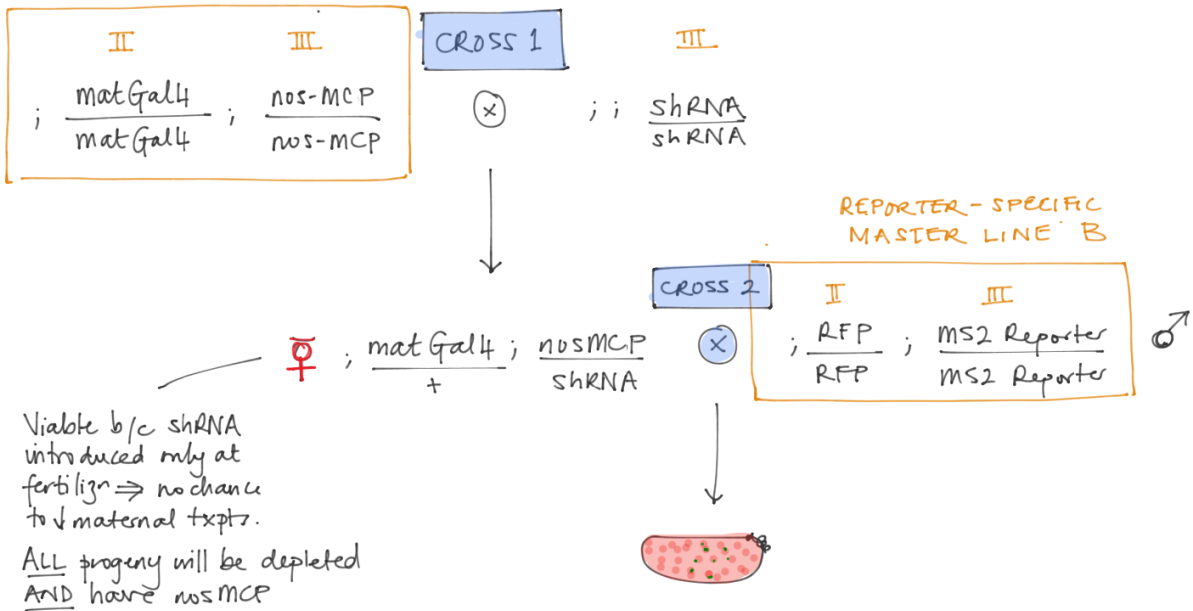 II III CROSS 1 III
; matGal4 ; nos-MCP ⓧ ; ; shRNA
matGal4 nos-MCP shRNA
REPORTER-SPECIFIC
MASTER LINE B
CROSS 2 II III
♀ ; matGal4 ; nosMCP ⓧ ; RFP ; MS2 Reporter ♂
+ shRNA RFP MS2 Reporter
Viable b/c shRNA
introduced only at
fertilizn ⇒ no chance
to ↓ maternal txpts.
ALL progeny will be depleted
AND have nosMCP